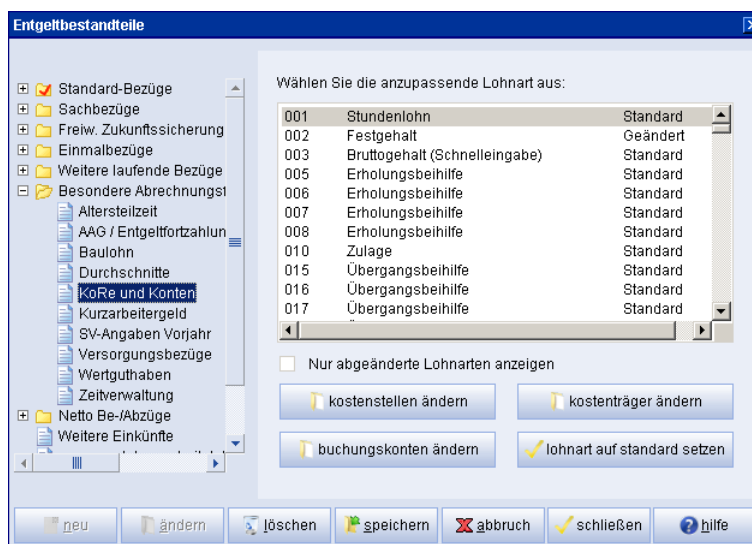 Entgeltbestandteile
Standard-Bezüge
Sachbezüge
Freiw. Zukunftssicherung
Einmalbezüge
Weitere laufende Bezüge
Besondere Abrechnungsf
Altersteilzeit
AAG / Entgeltfortzahlun
Baulohn
Durchschnitte
KoRe und Konten
Kurzarbeitergeld
SV-Angaben Vorjahr
Versorgungsbezüge
Wertguthaben
Zeitverwaltung
Netto Be-/Abzüge
Weitere Einkünfte
Wählen Sie die anzupassende Lohnart aus:
001 Stundenlohn Standard
002 Festgehalt Geändert
003 Bruttogehalt (Schnelleingabe) Standard
005 Erholungsbeihilfe Standard
006 Erholungsbeihilfe Standard
007 Erholungsbeihilfe Standard
008 Erholungsbeihilfe Standard
010 Zulage Standard
015 Übergangsbeihilfe Standard
016 Übergangsbeihilfe Standard
017 Übergangsbeihilfe Standard
Nur abgeänderte Lohnarten anzeigen
kostenstellen ändern kostenträger ändern
buchungskonten ändern lohnart auf standard setzen
neu ändern löschen speichern abbruch schließen hilfe